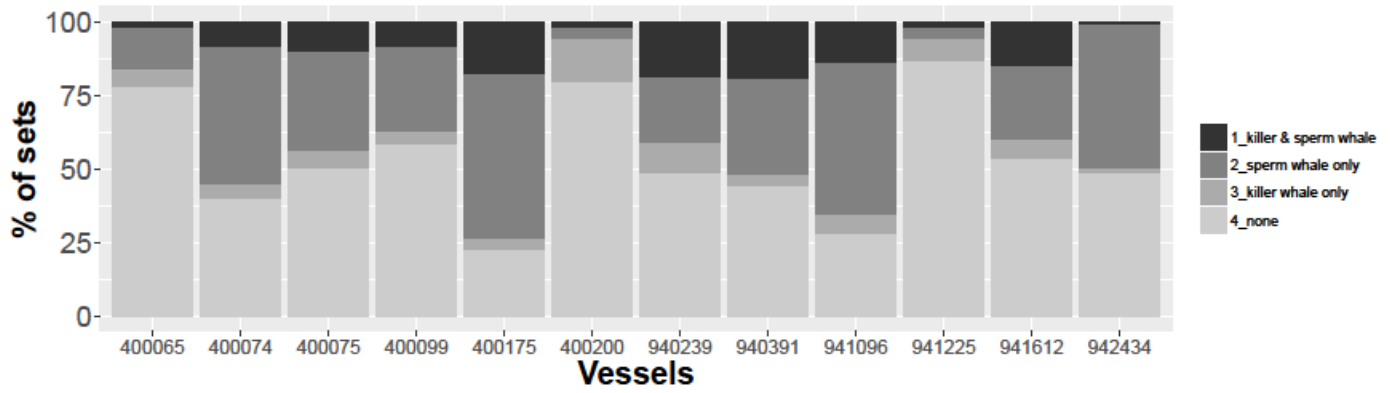 % of sets
100
75
50
25
0
400065 400074 400075 400099 400175 400200 940239 940391 941096 941225 941612 942434
Vessels
1_killer & sperm whale
2_sperm whale only
3_killer whale only
4_none